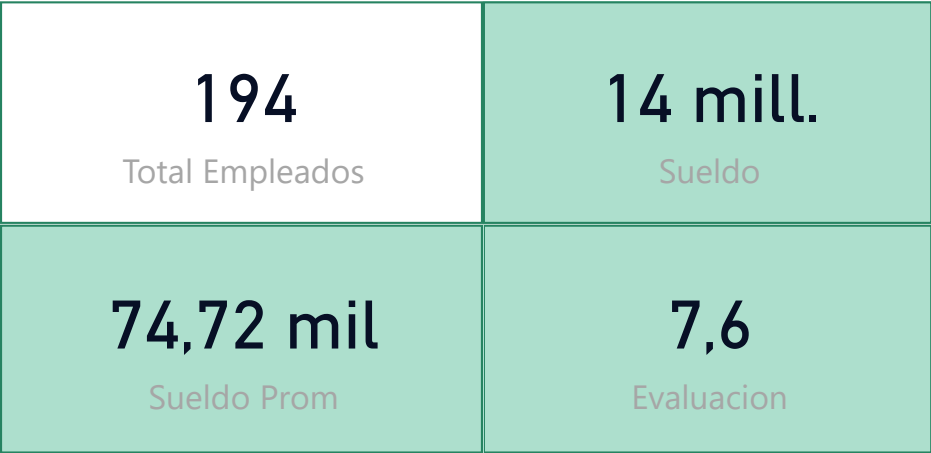 194
Total Empleados
14 mill.
Sueldo
74,72 mil
Sueldo Prom
7,6
Evaluacion